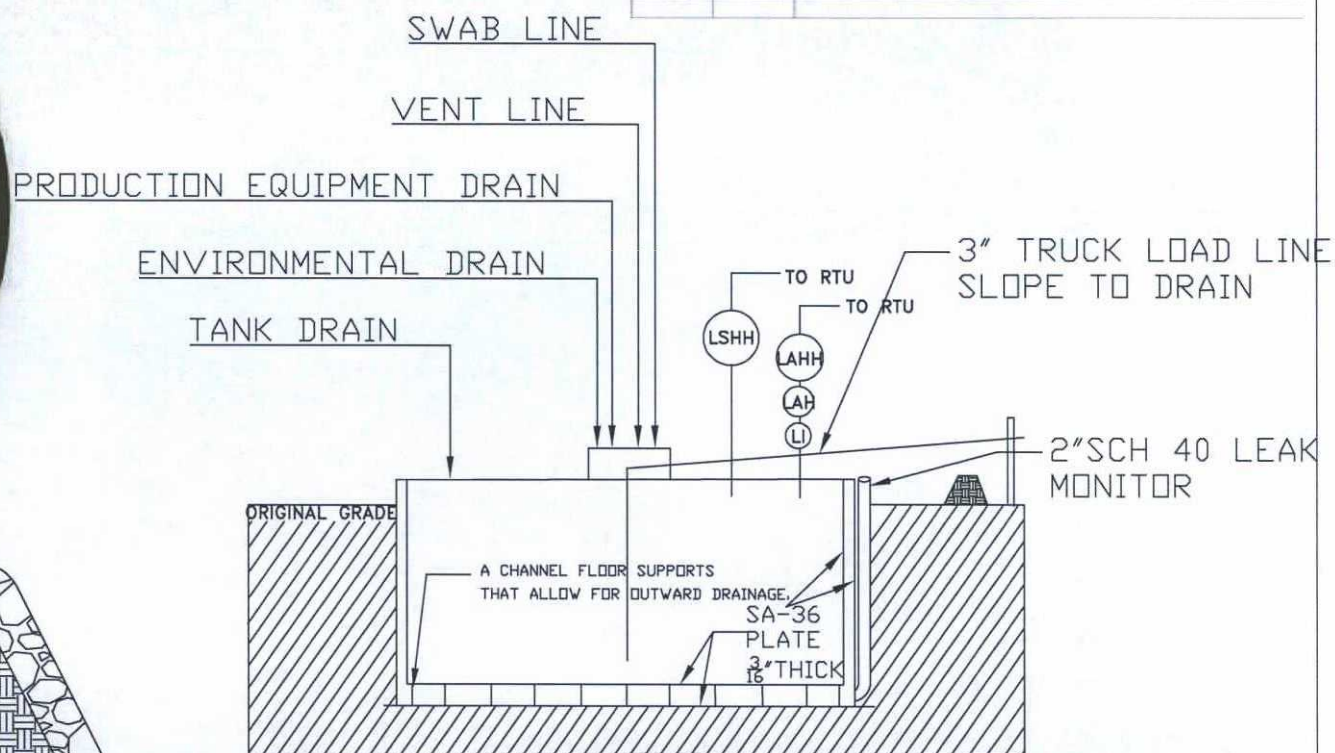 SWAB LINE
VENT LINE
PRODUCTION EQUIPMENT DRAIN
ENVIRONMENTAL DRAIN
TANK DRAIN
TO RTU
TO RTU
3" TRUCK LOAD LINE
SLOPE TO DRAIN
LSHH
LAHH
LAH
LI
2"SCH 40 LEAK
MONITOR
ORIGINAL GRADE
A CHANNEL FLOOR SUPPORTS
THAT ALLOW FOR OUTWARD DRAINAGE.
SA-36
PLATE
3/16"THICK